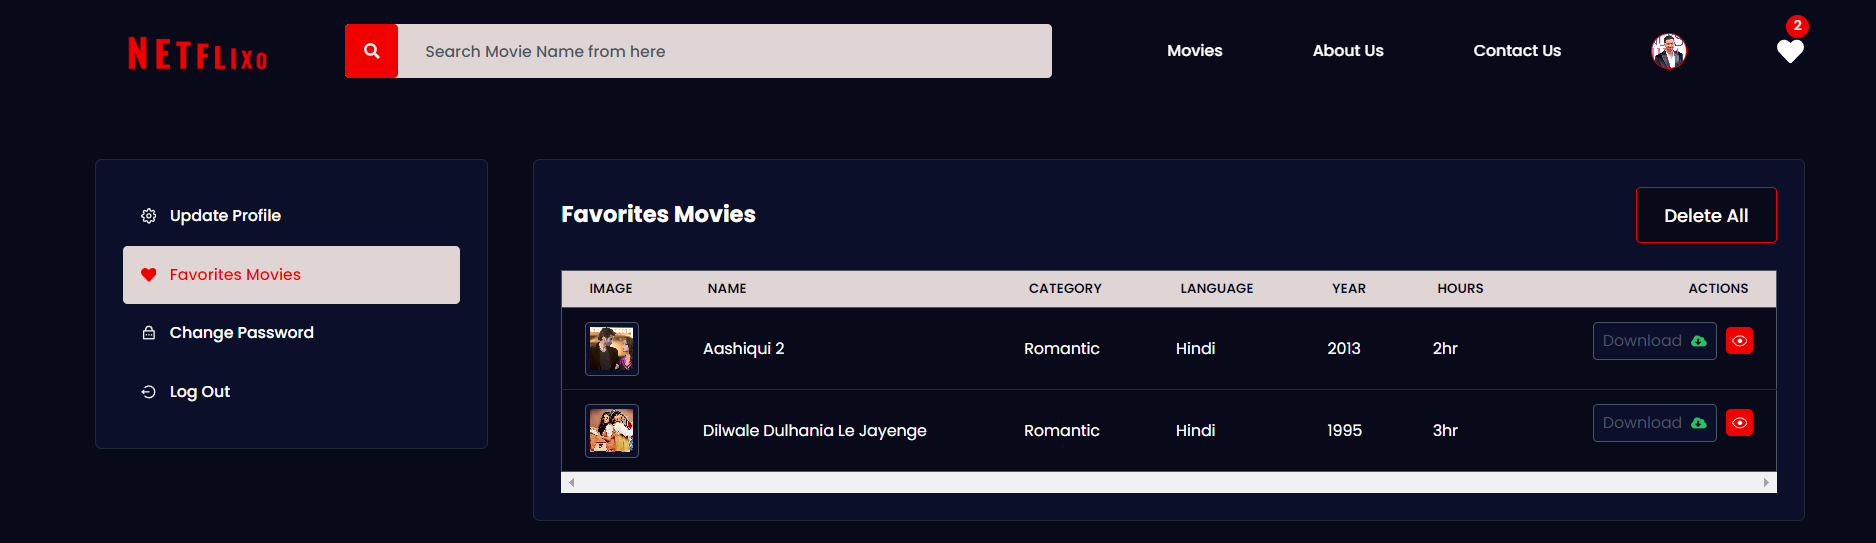 NETFLIXO
Search Movie Name from here
Movies
About Us
Contact Us
2
Update Profile
Favorites Movies
Change Password
Log Out
Favorites Movies
Delete All
IMAGE NAME CATEGORY LANGUAGE YEAR HOURS ACTIONS
Aashiqui 2 Romantic Hindi 2013 2hr Download
Dilwale Dulhania Le Jayenge Romantic Hindi 1995 3hr Download